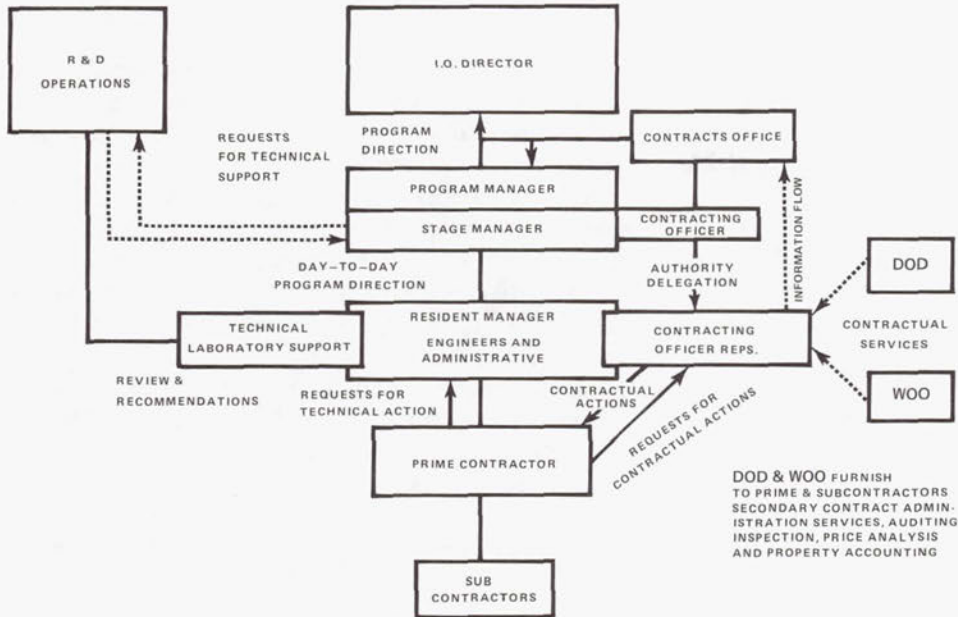 R & D
OPERATIONS
I.O. DIRECTOR
REQUESTS
FOR TECHNICAL
SUPPORT
PROGRAM
DIRECTION
CONTRACTS OFFICE
PROGRAM MANAGER
STAGE MANAGER
CONTRACTING
OFFICER
INFORMATION FLOW
DAY-TO-DAY
PROGRAM DIRECTION
AUTHORITY
DELEGATION
DOD
TECHNICAL
LABORATORY SUPPORT
RESIDENT MANAGER
ENGINEERS AND
ADMINISTRATIVE
CONTRACTING
OFFICER REPS.
CONTRACTUAL
SERVICES
REVIEW &
RECOMMENDATIONS
REQUESTS FOR
TECHNICAL ACTION
CONTRACTUAL
ACTIONS
REQUESTS FOR
CONTRACTUAL ACTIONS
WOO
PRIME CONTRACTOR
DOD & WOO FURNISH
TO PRIME & SUBCONTRACTORS
SECONDARY CONTRACT ADMIN-
ISTRATION SERVICES, AUDITING
INSPECTION, PRICE ANALYSIS
AND PROPERTY ACCOUNTING
SUB
CONTRACTORS